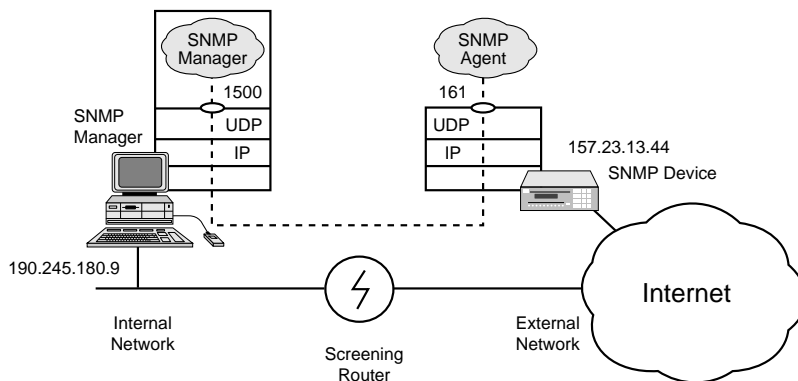 SNMP
Manager
SNMP
Agent
1500
161
SNMP
Manager
UDP
UDP
IP
IP
157.23.13.44
SNMP Device
190.245.180.9
Internet
Internal
Network
External
Network
Screening
Router